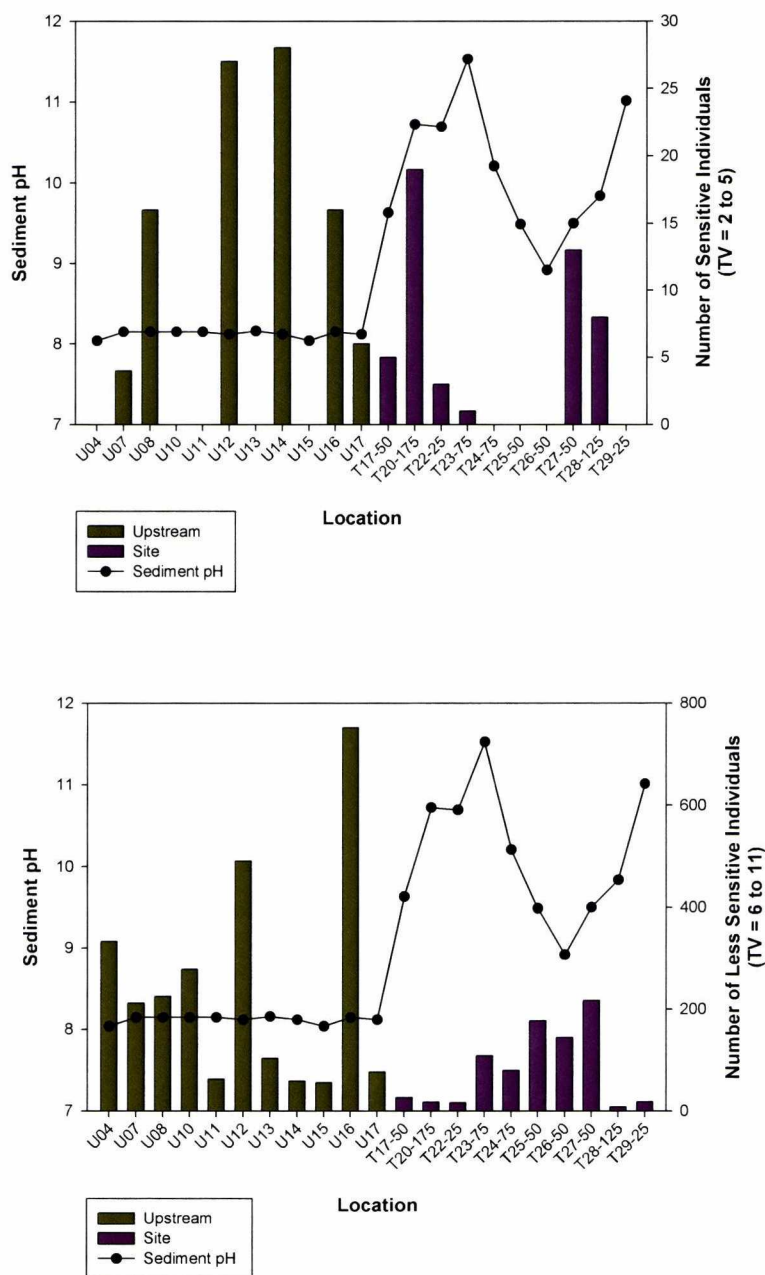 12
11
10
9
8
7
Sediment pH
30
25
20
15
10
5
0
Number of Sensitive Individuals
(TV = 2 to 5)
U04
U07
U08
U10
U11
U12
U13
U14
U15
U16
U17
T17-50
T20-175
T22-25
T23-75
T24-75
T25-50
T26-50
T27-50
T28-125
T29-25
Location
Upstream
Site
Sediment pH
12
11
10
9
8
7
Sediment pH
800
600
400
200
0
Number of Less Sensitive Individuals
(TV = 6 to 11)
U04
U07
U08
U10
U11
U12
U13
U14
U15
U16
U17
T17-50
T20-175
T22-25
T23-75
T24-75
T25-50
T26-50
T27-50
T28-125
T29-25
Location
Upstream
Site
Sediment pH